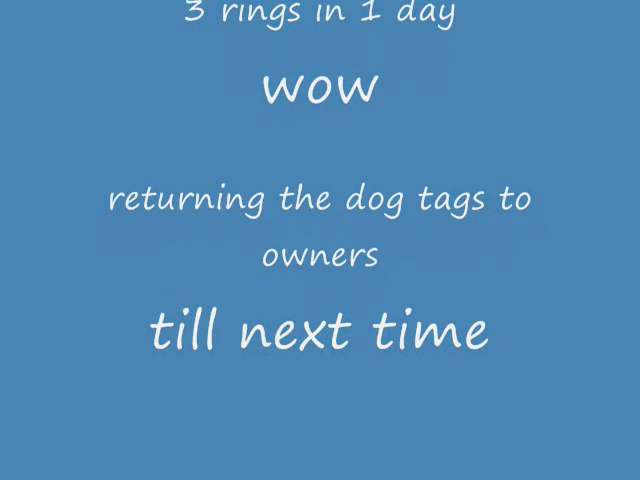 3 rings in 1 day
wow
returning the dog tags to
owners
till next time